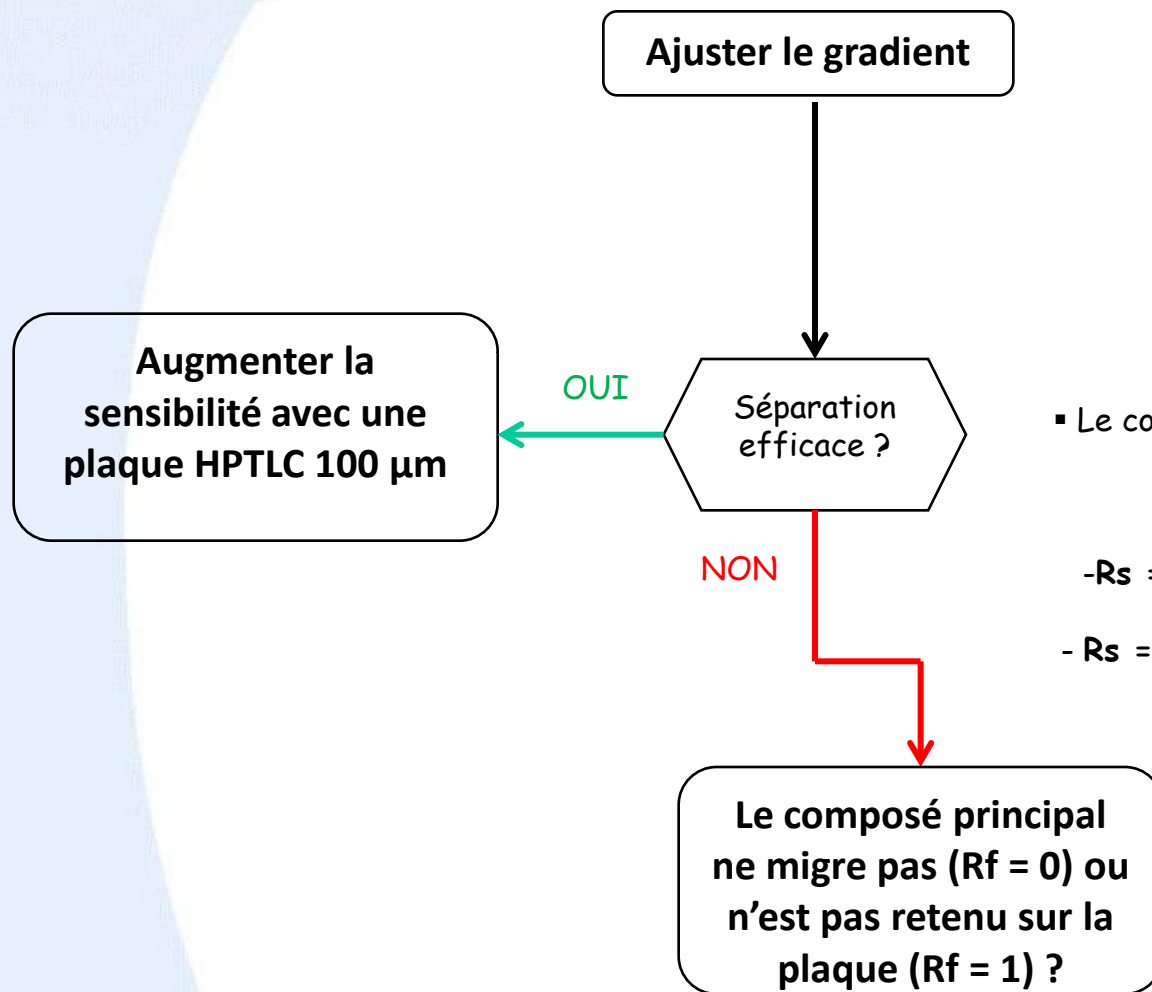 Ajuster le gradient
Augmenter la
sensibilité avec une
plaque HPTLC 100 µm
OUI
Séparation
efficace ?
▪ Le co
NON
-Rs =
- Rs =
Le composé principal
ne migre pas (Rf = 0) ou
n’est pas retenu sur la
plaque (Rf = 1) ?